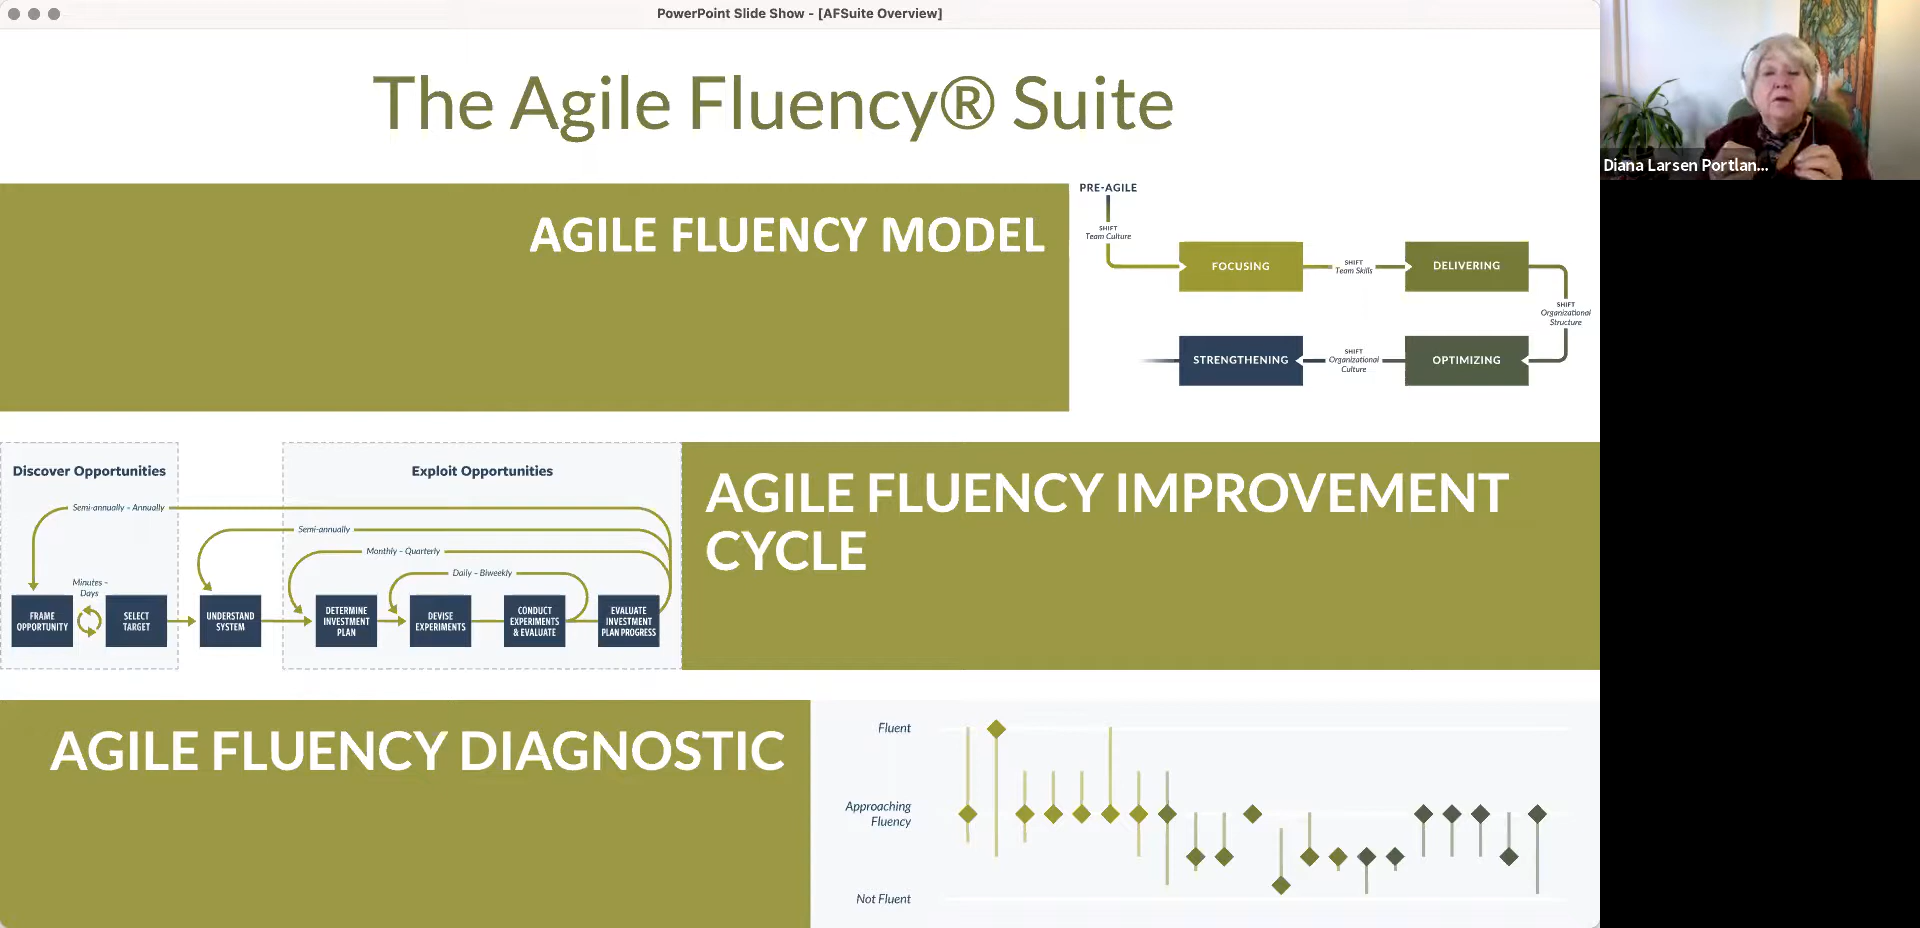 PowerPoint Slide Show - [AFSuite Overview]
The Agile Fluency® Suite
Diana Larsen Portlan...
AGILE FLUENCY MODEL
PRE-AGILE
SHIFT
Team Culture
FOCUSING
SHIFT
Team Skills
DELIVERING
SHIFT
Organizational
Structure
STRENGTHENING
SHIFT
Organizational
Culture
OPTIMIZING
Discover Opportunities
Exploit Opportunities
Semi-annually - Annually
Semi-annually
Monthly - Quarterly
Daily - Biweekly
Minutes -
Days
FRAME
OPPORTUNITY
SELECT
TARGET
UNDERSTAND
SYSTEM
DETERMINE
INVESTMENT
PLAN
DEVISE
EXPERIMENTS
CONDUCT
EXPERIMENTS
& EVALUATE
EVALUATE
INVESTMENT
PLAN PROGRESS
AGILE FLUENCY IMPROVEMENT
CYCLE
AGILE FLUENCY DIAGNOSTIC
Fluent
Approaching
Fluency
Not Fluent